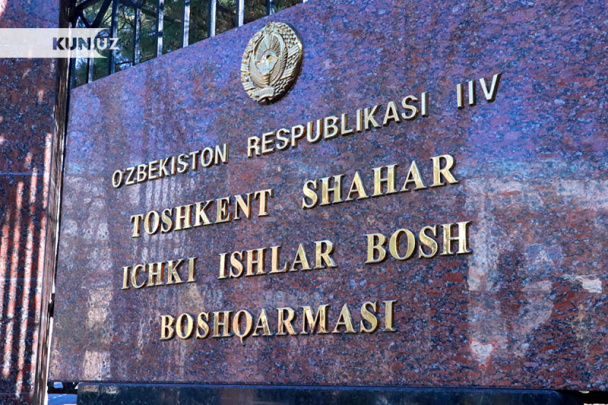 KUN.UZ
O'ZBEKISTON RESPUBLIKASI IIV
TOSHKENT SHAHAR
ICHKI ISHLAR BOSH
BOSHQARMASI